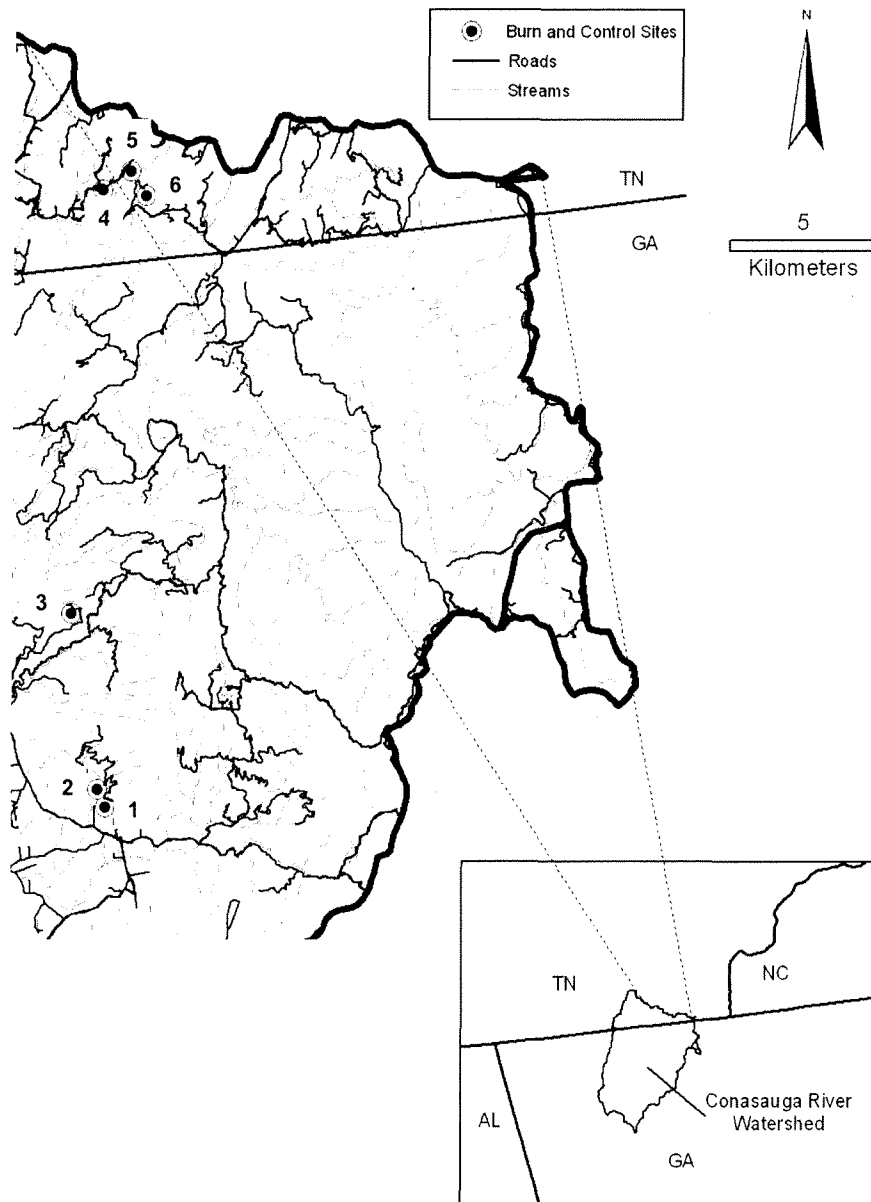 Burn and Control Sites
Roads
Streams
N
5
6
4
TN
GA
5
Kilometers
3
2
1
TN
NC
Conasauga River
Watershed
AL
GA